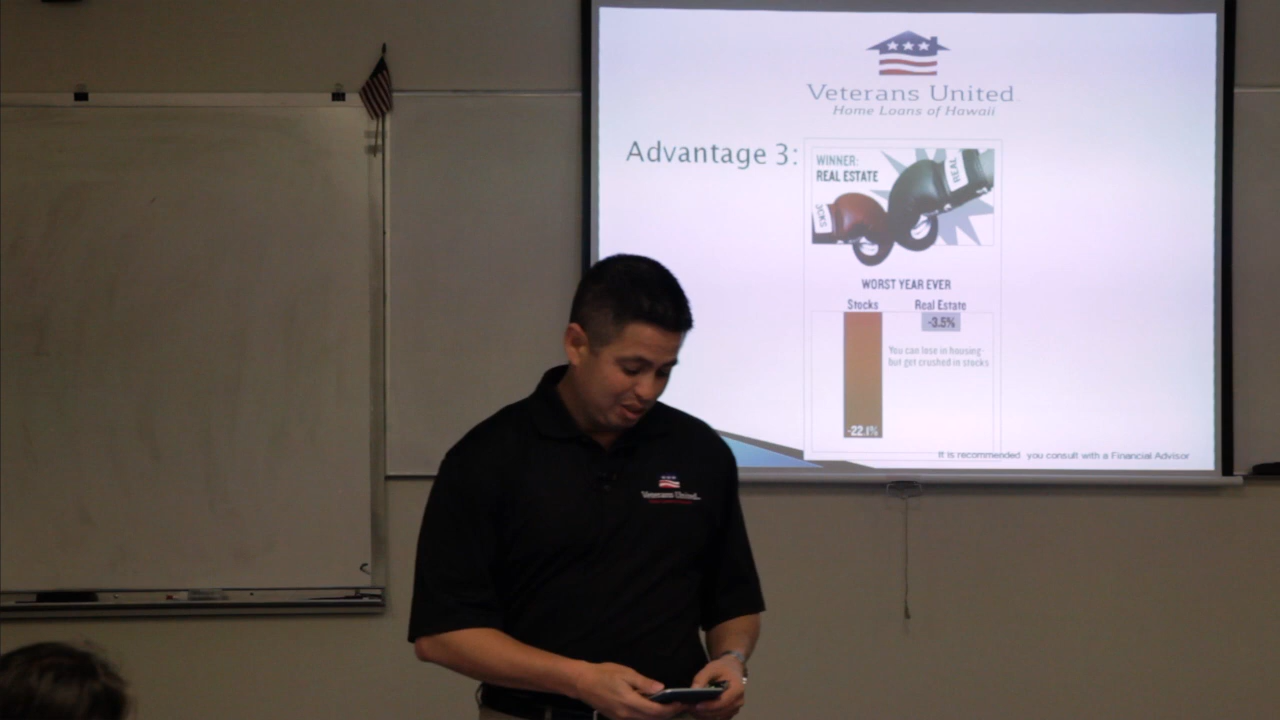 Veterans United
Home Loans of Hawaii
Advantage 3:
WINNER:
REAL ESTATE
REAL
WORST YEAR EVER
Stocks Real Estate
-3.5%
You can lose in housing
but get crushed in stocks
-22.1%
It is recommended you consult with a Financial Advisor
Veterans United